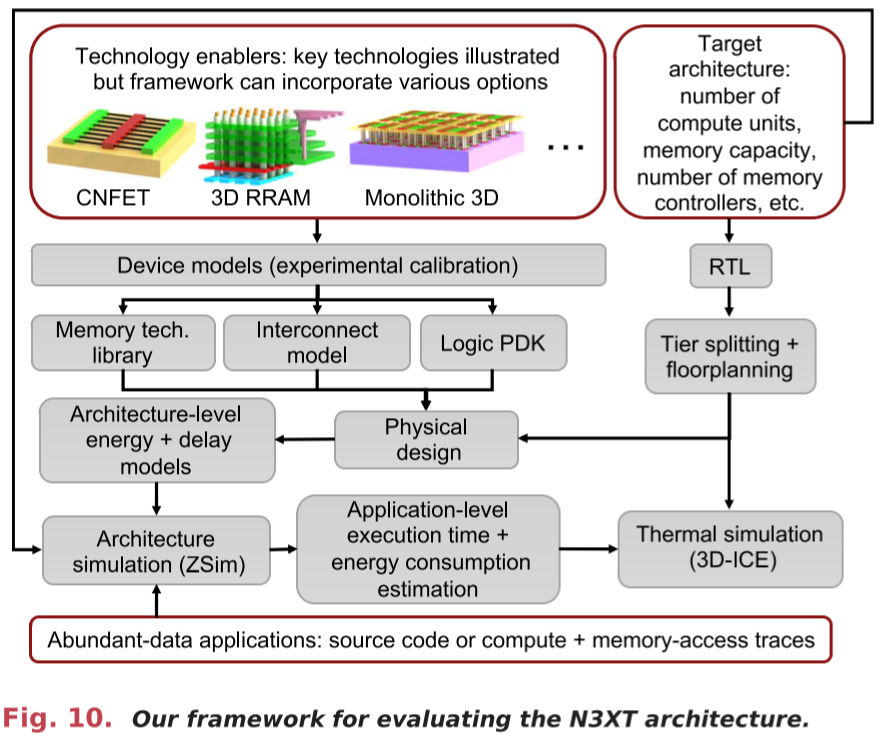 Technology enablers: key technologies illustrated
but framework can incorporate various options
CNFET
3D RRAM
Monolithic 3D
...
Target
architecture:
number of
compute units,
memory capacity,
number of memory
controllers, etc.
Device models (experimental calibration)
RTL
Memory tech.
library
Interconnect
model
Logic PDK
Tier splitting +
floorplanning
Architecture-level
energy + delay
models
Physical
design
Architecture
simulation (ZSim)
Application-level
execution time +
energy consumption
estimation
Thermal simulation
(3D-ICE)
Abundant-data applications: source code or compute + memory-access traces
Fig. 10. Our framework for evaluating the N3XT architecture.